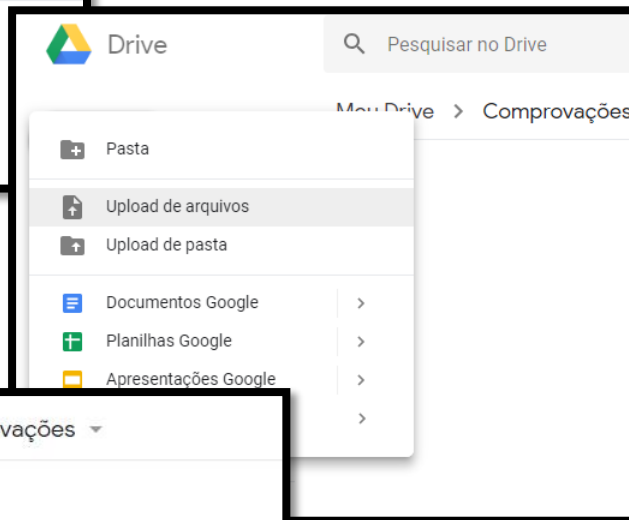 Drive
Pesquisar no Drive
Meu Drive > Comprovações
Pasta
Upload de arquivos
Upload de pasta
Documentos Google
Planilhas Google
Apresentações Google
vações